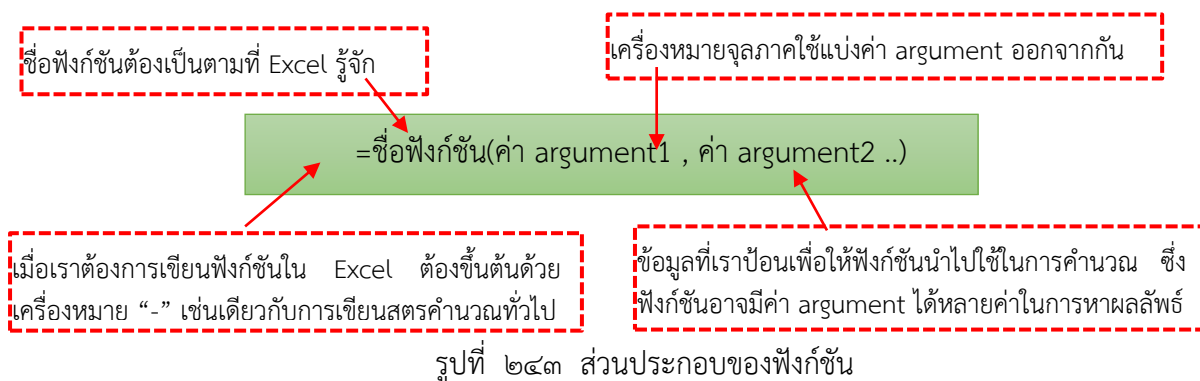 ชื่อฟังก์ชันต้องเป็นตามที่ Excel รู้จัก
เครื่องหมายจุลภาคใช้แบ่งค่า argument ออกจากกัน
=ชื่อฟังก์ชัน(ค่า argument1 , ค่า argument2 ..)
เมื่อเราต้องการเขียนฟังก์ชันใน Excel ต้องขึ้นต้นด้วย
เครื่องหมาย “-” เช่นเดียวกับการเขียนสตรคำนวณทั่วไป
ข้อมูลที่เราป้อนเพื่อให้ฟังก์ชันนำไปใช้ในการคำนวณ ซึ่ง
ฟังก์ชันอาจมีค่า argument ได้หลายค่าในการหาผลลัพธ์
รูปที่ ๒๔๓ ส่วนประกอบของฟังก์ชัน